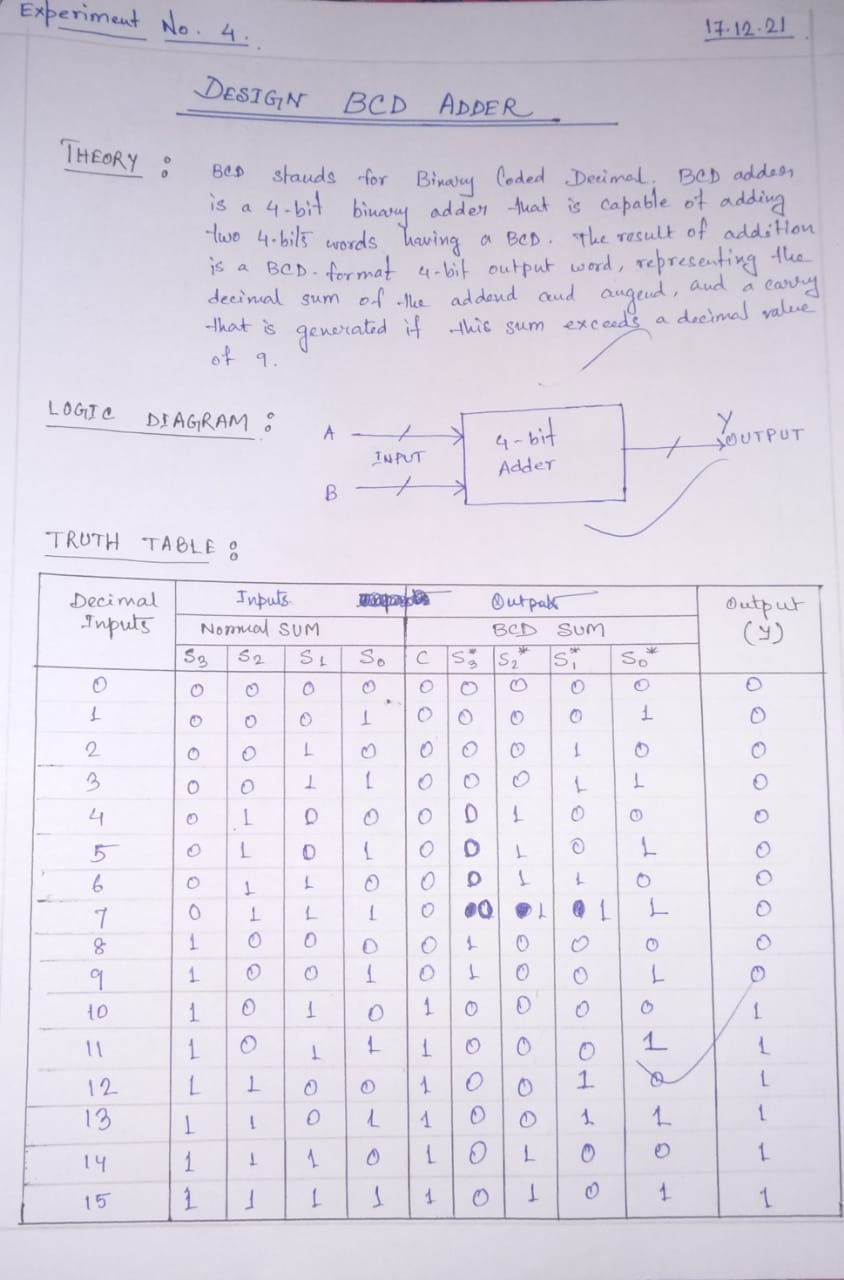 Experiment No. 4.
17.12.21
DESIGN BCD ADDER
THEORY :
BCD stands for Binary Coded Decimal. BCD adder
is a 4-bit binary adder that is capable of adding
two 4-bits words having a BCD. The result of addition
is a BCD-format 4-bit output word, representing the
decimal sum of the addend and augend, and a carry
that is generated if this sum exceeds a decimal value
of 9.
LOGIC DIAGRAM :
A
INPUT
B
4-bit
Adder
Y
OUTPUT
TRUTH TABLE :
Decimal Inputs Inputs Outputs Output (Y)
Normal SUM BCD SUM
S3 S2 S1 S0 C S3* S2* S1* S0*
0 0 0 0 0 0 0 0 0 0 0
1 0 0 0 1 0 0 0 0 1 0
2 0 0 1 0 0 0 0 1 0 0
3 0 0 1 1 0 0 0 1 1 0
4 0 1 0 0 0 0 1 0 0 0
5 0 1 0 1 0 0 1 0 1 0
6 0 1 1 0 0 0 1 1 0 0
7 0 1 1 1 0 0 1 1 1 0
8 1 0 0 0 0 1 0 0 0 0
9 1 0 0 1 0 1 0 0 1 0
10 1 0 1 0 1 0 0 0 0 1
11 1 0 1 1 1 0 0 0 1 1
12 1 1 0 0 1 0 0 1 0 1
13 1 1 0 1 1 0 0 1 1 1
14 1 1 1 0 1 0 1 0 0 1
15 1 1 1 1 1 0 1 0 1 1